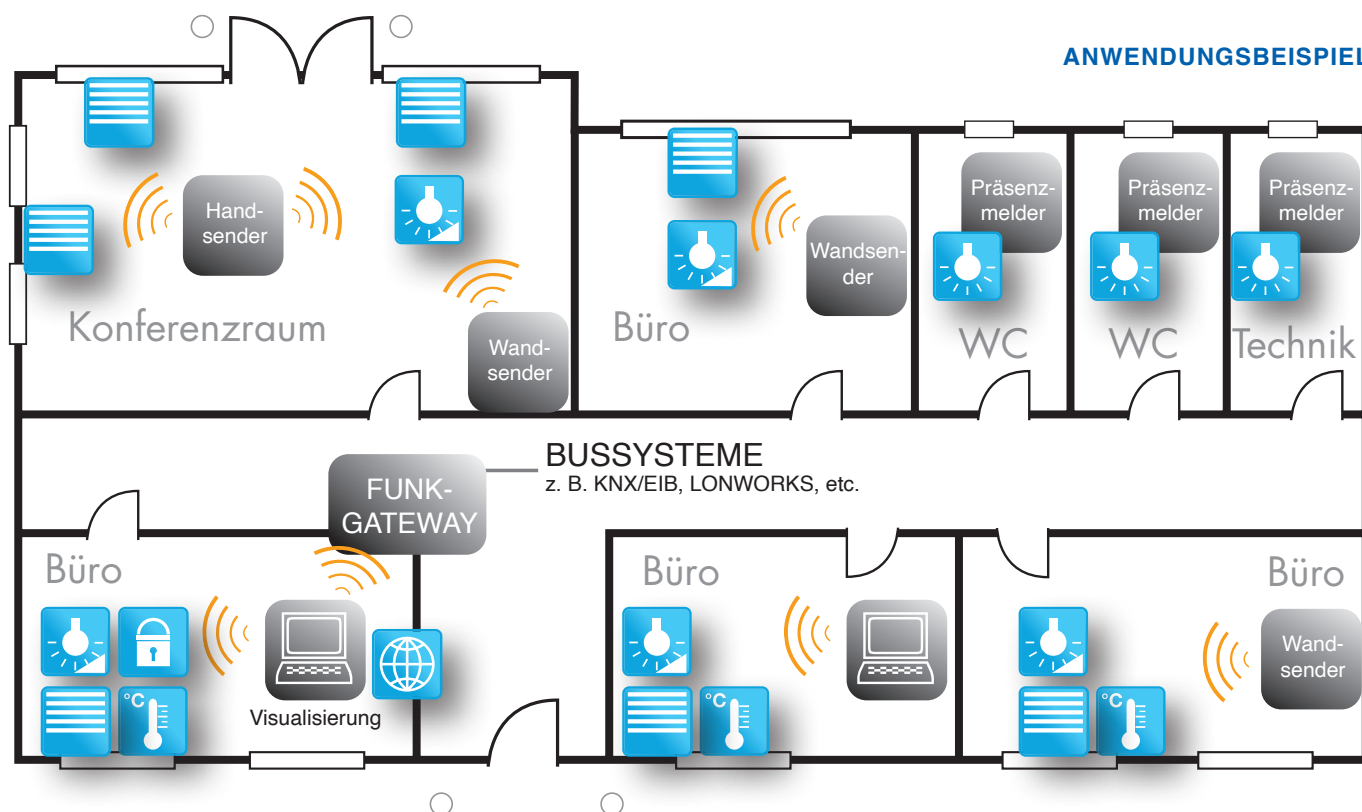 ANWENDUNGSBEISPIEL
Hand-
sender
Konferenzraum
Wand-
sender
Büro
Wandsen-
der
Präsenz-
melder
WC
Präsenz-
melder
WC
Präsenz-
melder
Technik
FUNK-
GATEWAY
BUSSYSTEME
z. B. KNX/EIB, LONWORKS, etc.
Büro
°C
Visualisierung
Büro
°C
Büro
°C
Wand-
sender